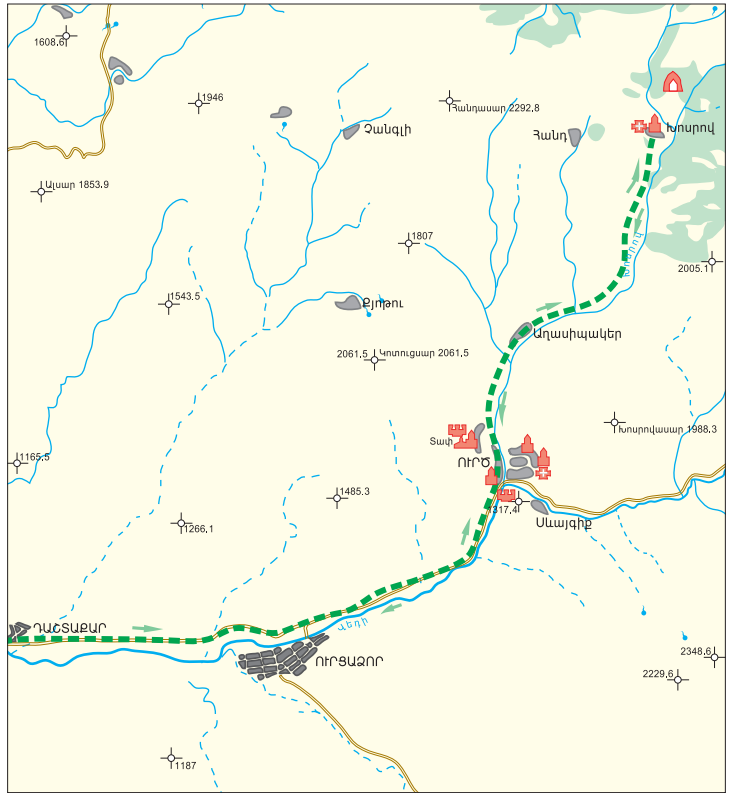 1608.6
1946
Հանդասար 2292.8
Չանգլի
Հանդ
Խոսրով
Ալսար 1853.9
1807
Խոսրով
2005.1
1543.5
Քյոթու
Աղասիպակեր
2061.5 Կոտուցսար 2061,5
Խոսրովասար 1988.3
Տափ
ՈՒՐԾ
1165.5
1485.3
1317.4
Սևայգիք
1266.1
Վեդի
ԴԱՇՏԱՔԱՐ
ՈՒՐՑԱՁՈՐ
2348.6
2229.6
1187